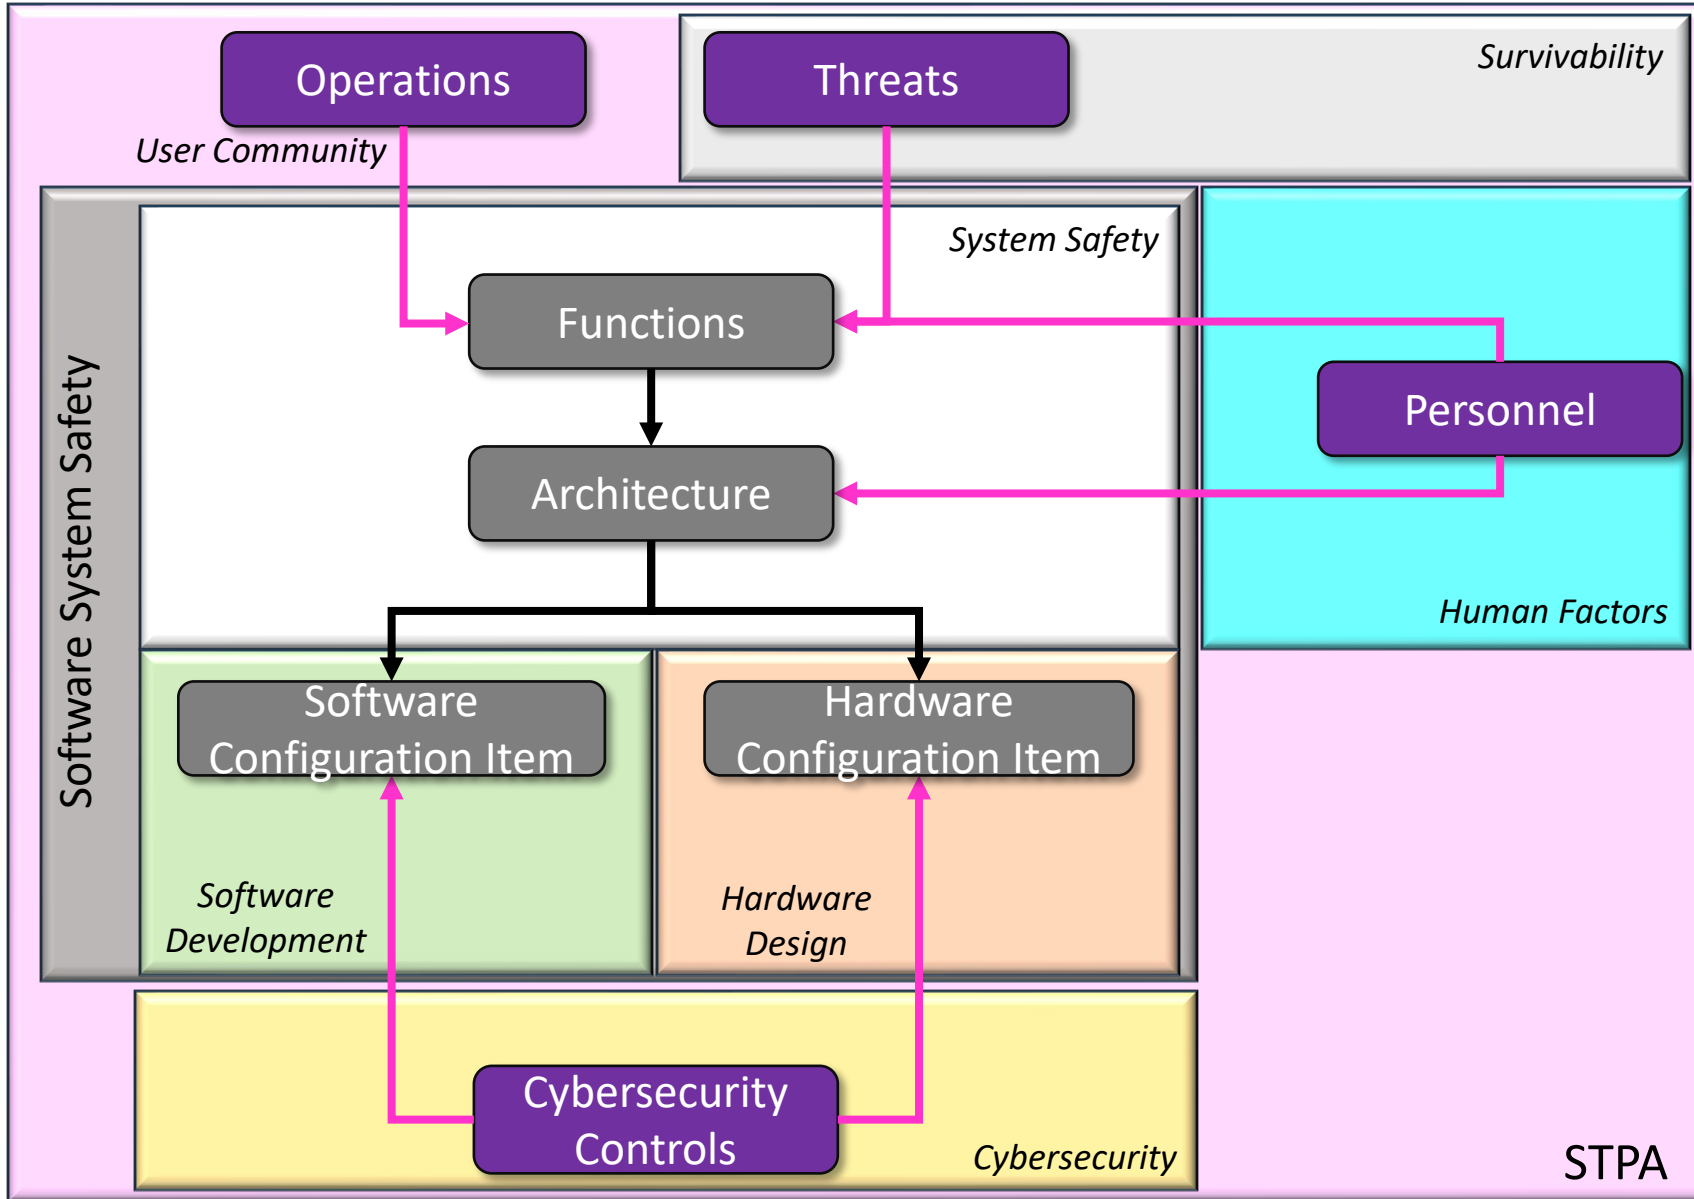 Operations
Threats
Survivability
User Community
System Safety
Functions
Personnel
Architecture
Human Factors
Software System Safety
Software
Configuration Item
Hardware
Configuration Item
Software
Development
Hardware
Design
Cybersecurity
Controls
Cybersecurity
STPA